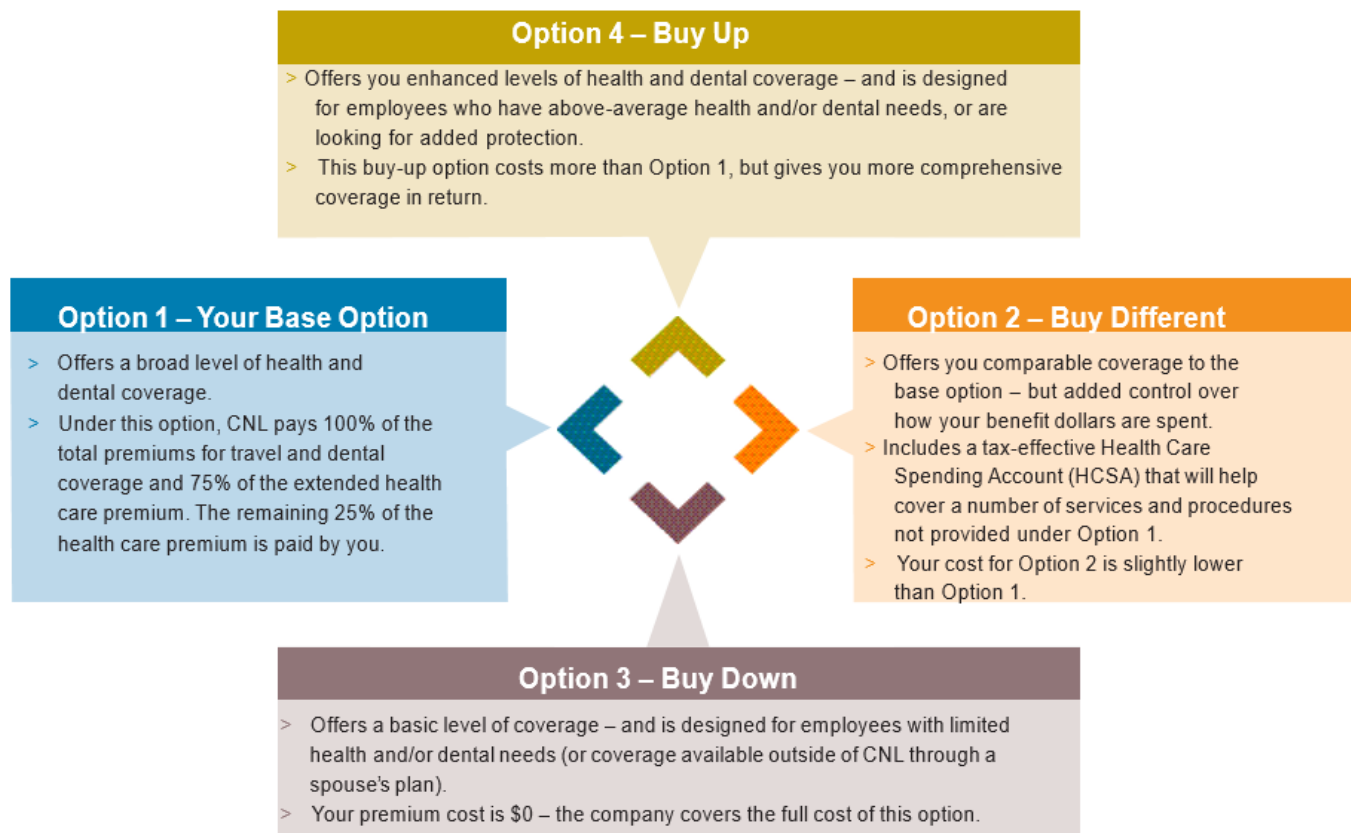 Option 4 – Buy Up
> Offers you enhanced levels of health and dental coverage – and is designed
for employees who have above-average health and/or dental needs, or are
looking for added protection.
> This buy-up option costs more than Option 1, but gives you more comprehensive
coverage in return.
Option 1 – Your Base Option
> Offers a broad level of health and
dental coverage.
> Under this option, CNL pays 100% of the
total premiums for travel and dental
coverage and 75% of the extended health
care premium. The remaining 25% of the
health care premium is paid by you.
Option 2 – Buy Different
> Offers you comparable coverage to the
base option – but added control over
how your benefit dollars are spent.
> Includes a tax-effective Health Care
Spending Account (HCSA) that will help
cover a number of services and procedures
not provided under Option 1.
> Your cost for Option 2 is slightly lower
than Option 1.
Option 3 – Buy Down
> Offers a basic level of coverage – and is designed for employees with limited
health and/or dental needs (or coverage available outside of CNL through a
spouse's plan).
> Your premium cost is $0 – the company covers the full cost of this option.